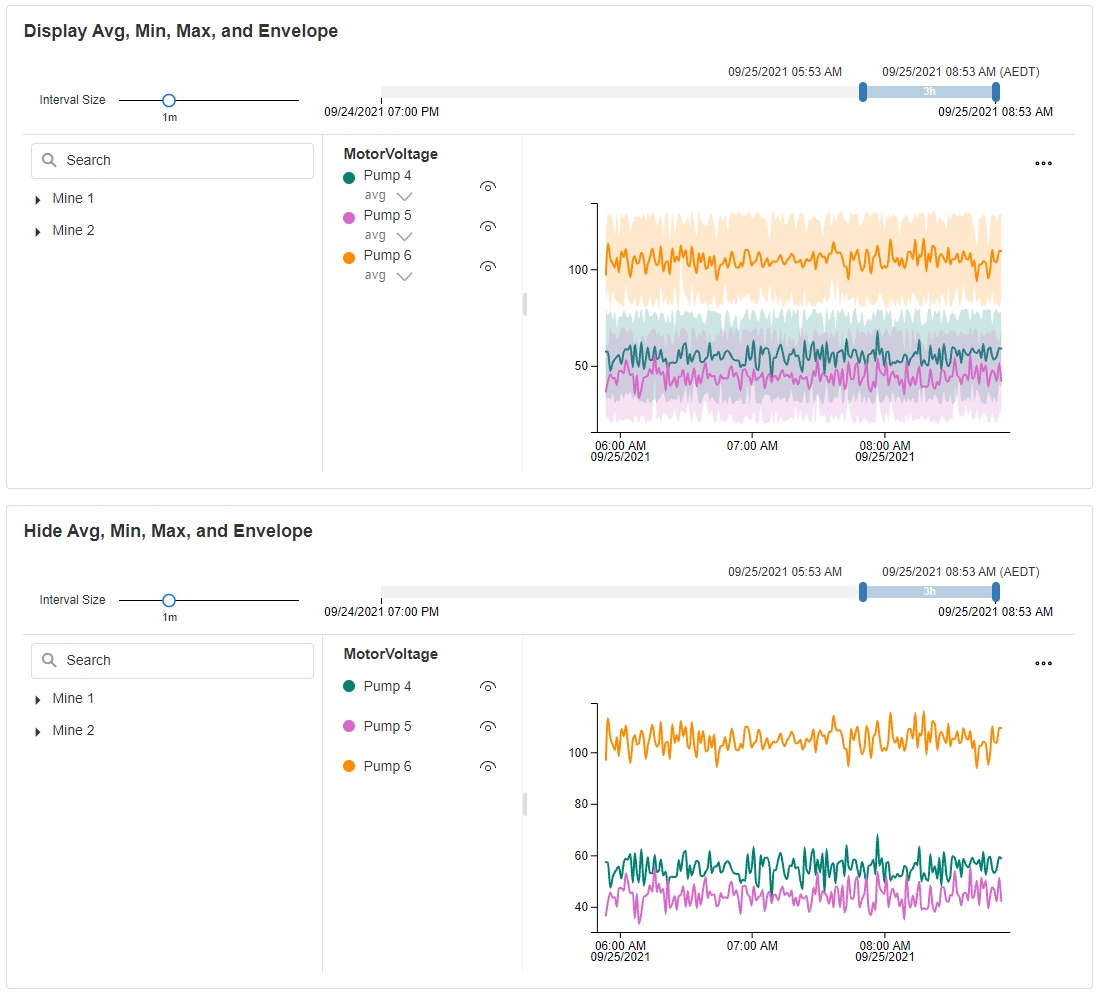 Display Avg, Min, Max, and Envelope
09/25/2021 05:53 AM 09/25/2021 08:53 AM (AEDT)
Interval Size
3h
1m
09/24/2021 07:00 PM 09/25/2021 08:53 AM
Search
Mine 1
Mine 2
MotorVoltage
Pump 4
avg
Pump 5
avg
Pump 6
avg
100
50
06:00 AM 07:00 AM 08:00 AM
09/25/2021 09/25/2021
Hide Avg, Min, Max, and Envelope
09/25/2021 05:53 AM 09/25/2021 08:53 AM (AEDT)
Interval Size
3h
1m
09/24/2021 07:00 PM 09/25/2021 08:53 AM
Search
Mine 1
Mine 2
MotorVoltage
Pump 4
Pump 5
Pump 6
100
80
60
40
06:00 AM 07:00 AM 08:00 AM
09/25/2021 09/25/2021